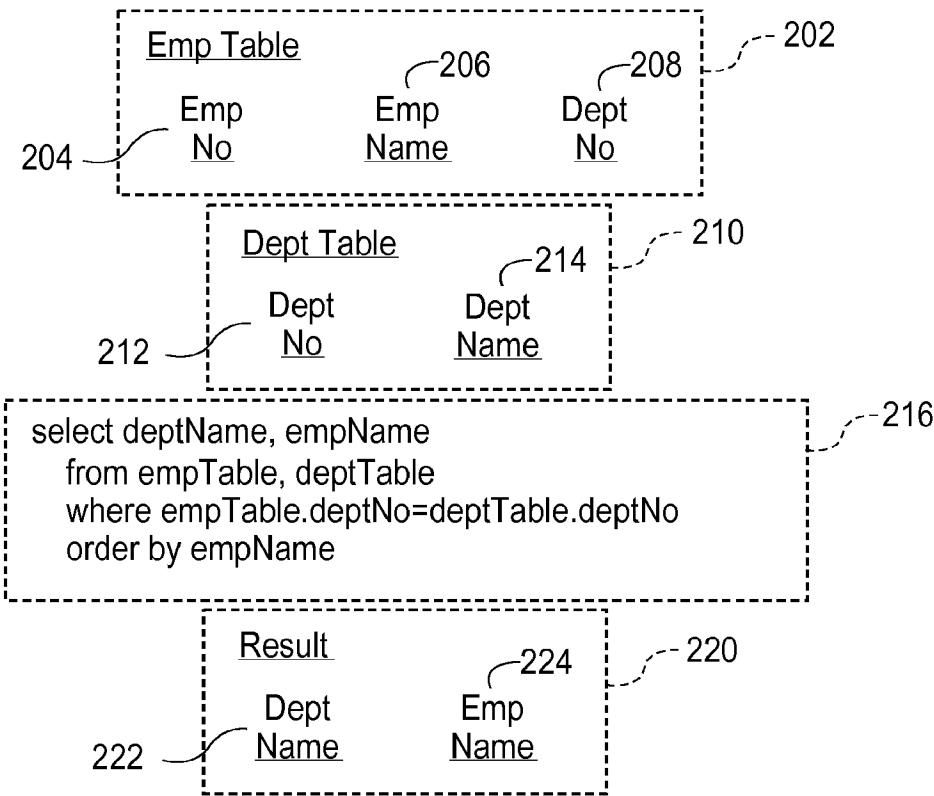 Emp Table
202
206
208
Emp Emp Dept
No Name No
204
Dept Table
210
214
Dept Dept
No Name
212
select deptName, empName
216
from empTable, deptTable
where empTable.deptNo=deptTable.deptNo
order by empName
Result
220
224
Dept Emp
Name Name
222